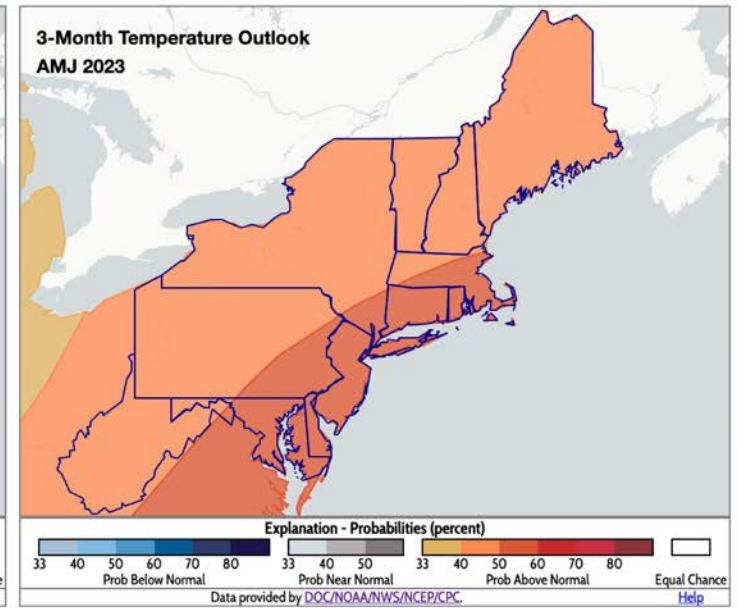 3-Month Temperature Outlook
AMJ 2023
Explanation - Probabilities (percent)
33 40 50 60 70 80 33 40 50 33 40 50 60 70 80
Prob Below Normal Prob Near Normal Prob Above Normal Equal Chance
Data provided by DOC/NOAA/NWS/NCEP/CPC. Help